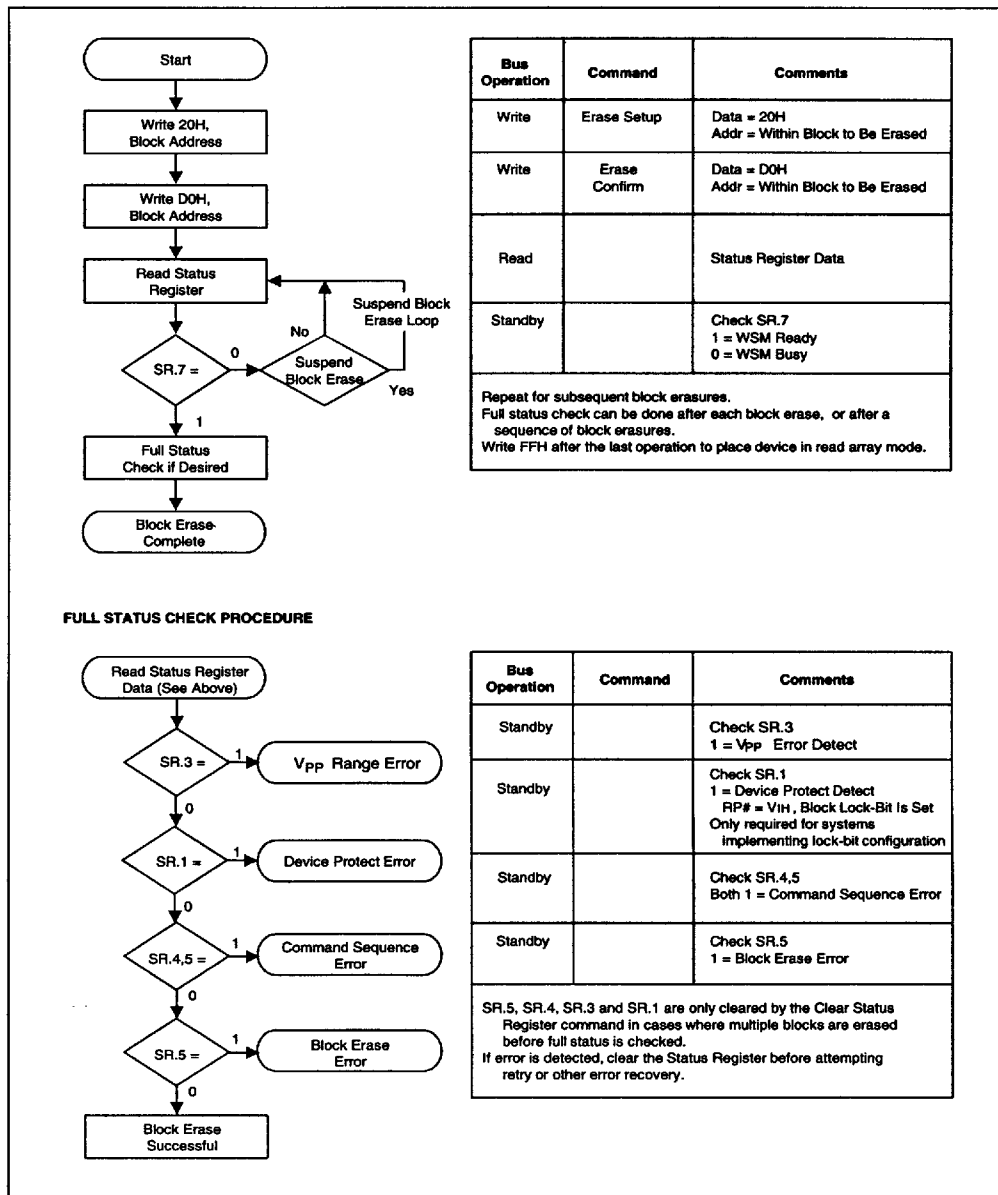 Start
Write 20H,
Block Address
Write D0H,
Block Address
Read Status
Register
Suspend Block
Erase Loop
No
0
SR.7 =
Suspend
Block Erase
Yes
1
Full Status
Check if Desired
Block Erase
Complete
Bus
Operation
Command
Comments
Write
Erase Setup
Data = 20H
Addr = Within Block to Be Erased
Write
Erase
Confirm
Data = D0H
Addr = Within Block to Be Erased
Read
Status Register Data
Standby
Check SR.7
1 = WSM Ready
0 = WSM Busy
Repeat for subsequent block erasures.
Full status check can be done after each block erase, or after a
sequence of block erasures.
Write FFH after the last operation to place device in read array mode.
FULL STATUS CHECK PROCEDURE
Read Status Register
Data (See Above)
SR.3 =
1
VPP Range Error
0
SR.1 =
1
Device Protect Error
0
SR.4,5 =
1
Command Sequence
Error
0
SR.5 =
1
Block Erase
Error
0
Block Erase
Successful
Bus
Operation
Command
Comments
Standby
Check SR.3
1 = VPP Error Detect
Standby
Check SR.1
1 = Device Protect Detect
RP# = VIH, Block Lock-Bit Is Set
Only required for systems
implementing lock-bit configuration
Standby
Check SR.4,5
Both 1 = Command Sequence Error
Standby
Check SR.5
1 = Block Erase Error
SR.5, SR.4, SR.3 and SR.1 are only cleared by the Clear Status
Register command in cases where multiple blocks are erased
before full status is checked.
If error is detected, clear the Status Register before attempting
retry or other error recovery.